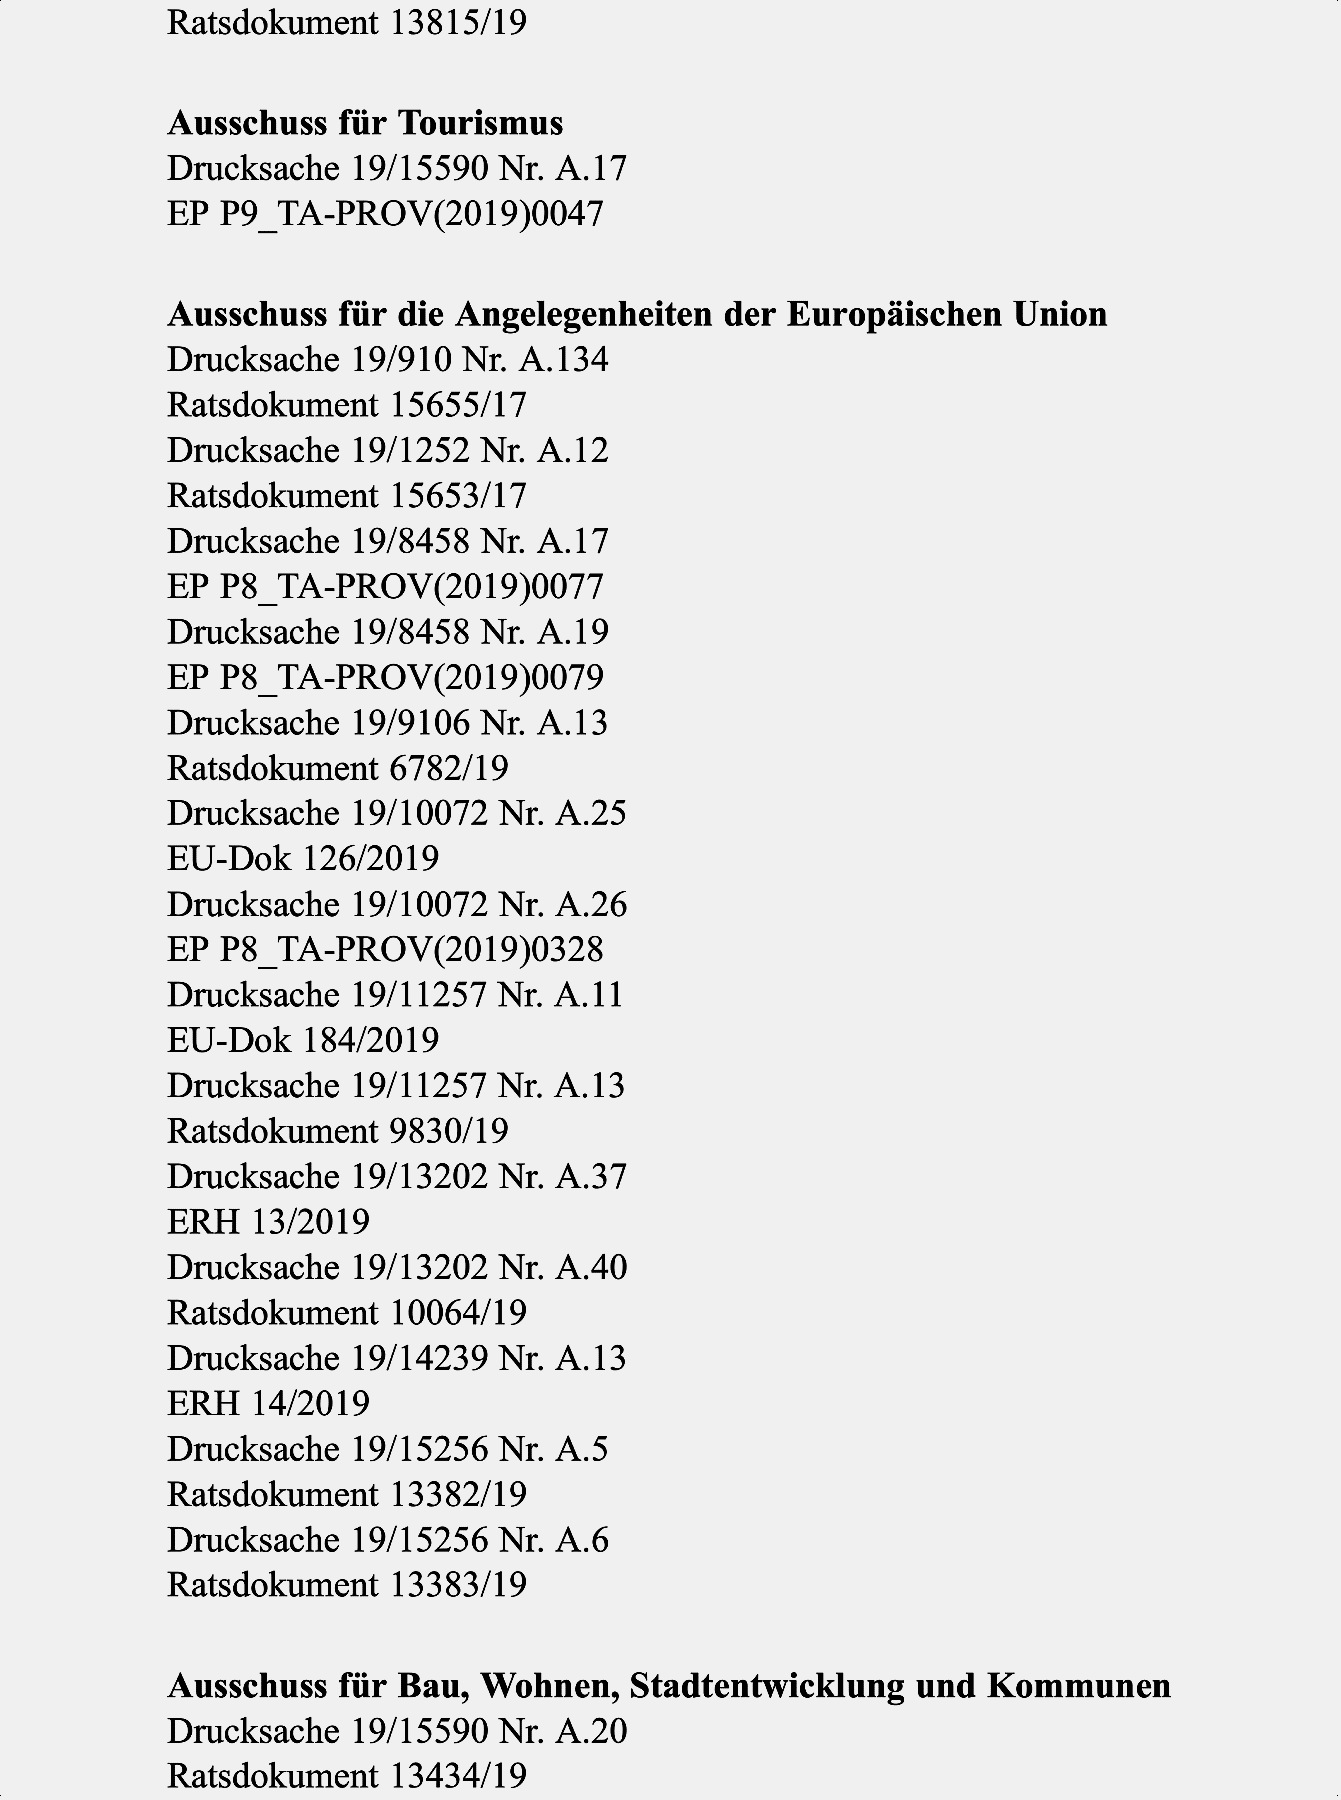 Ratsdokument 13815/19
Ausschuss für Tourismus
Drucksache 19/15590 Nr. A.17
EP P9_TA-PROV(2019)0047
Ausschuss für die Angelegenheiten der Europäischen Union
Drucksache 19/910 Nr. A.134
Ratsdokument 15655/17
Drucksache 19/1252 Nr. A.12
Ratsdokument 15653/17
Drucksache 19/8458 Nr. A.17
EP P8_TA-PROV(2019)0077
Drucksache 19/8458 Nr. A.19
EP P8_TA-PROV(2019)0079
Drucksache 19/9106 Nr. A.13
Ratsdokument 6782/19
Drucksache 19/10072 Nr. A.25
EU-Dok 126/2019
Drucksache 19/10072 Nr. A.26
EP P8_TA-PROV(2019)0328
Drucksache 19/11257 Nr. A.11
EU-Dok 184/2019
Drucksache 19/11257 Nr. A.13
Ratsdokument 9830/19
Drucksache 19/13202 Nr. A.37
ERH 13/2019
Drucksache 19/13202 Nr. A.40
Ratsdokument 10064/19
Drucksache 19/14239 Nr. A.13
ERH 14/2019
Drucksache 19/15256 Nr. A.5
Ratsdokument 13382/19
Drucksache 19/15256 Nr. A.6
Ratsdokument 13383/19
Ausschuss für Bau, Wohnen, Stadtentwicklung und Kommunen
Drucksache 19/15590 Nr. A.20
Ratsdokument 13434/19